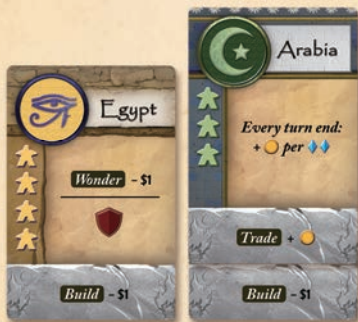 Egypt
Wonder - $1
Build - $1
Arabia
Every turn end:
+ per
Trade +
Build - $1